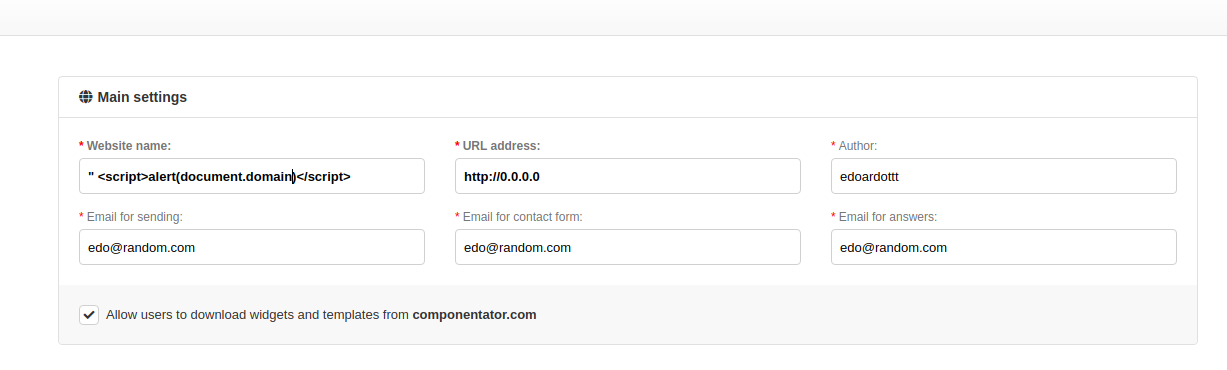 Main settings
* Website name: * URL address: * Author:
" <script>alert(document.domain)</script> http://0.0.0.0 edoardottt
* Email for sending: * Email for contact form: * Email for answers:
edo@random.com edo@random.com edo@random.com
Allow users to download widgets and templates from componentator.com